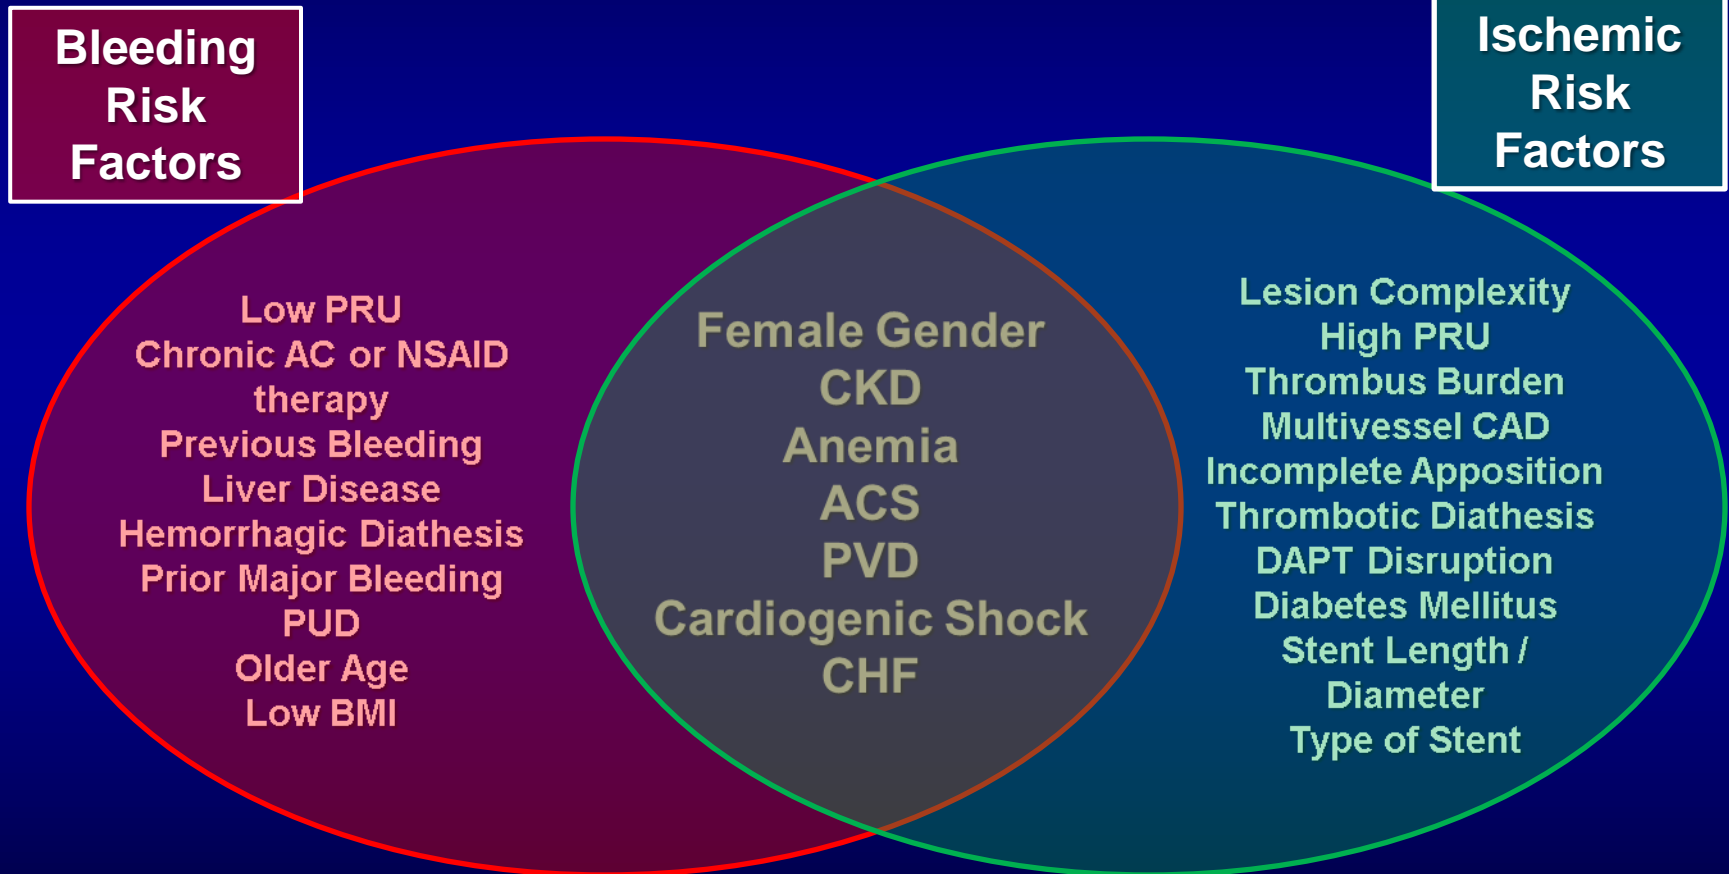 Bleeding
Risk
Factors
Ischemic
Risk
Factors
Low PRU
Chronic AC or NSAID
therapy
Previous Bleeding
Liver Disease
Hemorrhagic Diathesis
Prior Major Bleeding
PUD
Older Age
Low BMI
Female Gender
CKD
Anemia
ACS
PVD
Cardiogenic Shock
CHF
Lesion Complexity
High PRU
Thrombus Burden
Multivessel CAD
Incomplete Apposition
Thrombotic Diathesis
DAPT Disruption
Diabetes Mellitus
Stent Length /
Diameter
Type of Stent